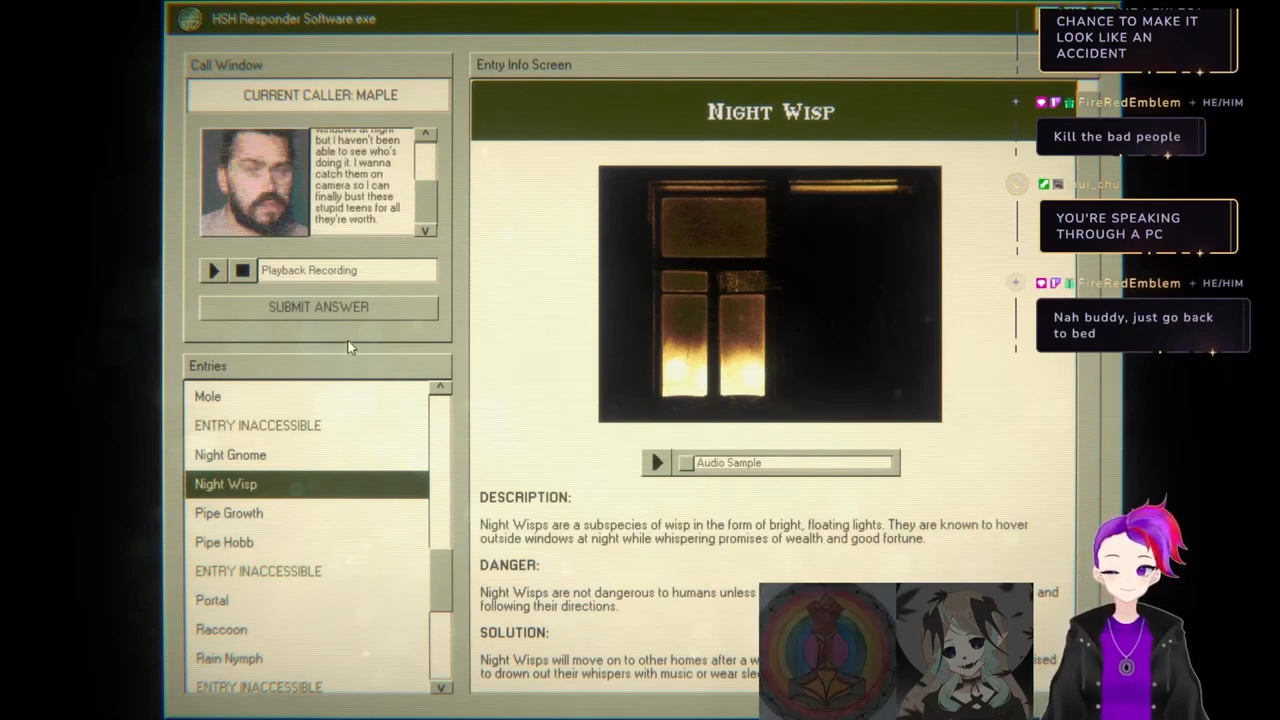 HSH Responder Software.exe
Call Window
CURRENT CALLER: MAPLE
windows at night
but I haven't been
able to see who's
doing it. I wanna
catch them on
camera so I can
finally bust these
stupid teens for all
they're worth.
Playback Recording
SUBMIT ANSWER
Entries
Mole
ENTRY INACCESSIBLE
Night Gnome
Night Wisp
Pipe Growth
Pipe Hobb
ENTRY INACCESSIBLE
Portal
Raccoon
Rain Nymph
ENTRY INACCESSIBLE
Entry Info Screen
NIGHT WISP
Audio Sample
DESCRIPTION:
Night Wisps are a subspecies of wisp in the form of bright, floating lights. They are known to hover
outside windows at night while whispering promises of wealth and good fortune.
DANGER:
Night Wisps are not dangerous to humans unless and
following their directions.
SOLUTION:
Night Wisps will move on to other homes after a
to drown out their whispers with music or wear
CHANCE TO MAKE IT
LOOK LIKE AN
ACCIDENT
FireRedEmblem HE/HIM
Kill the bad people
YOU'RE SPEAKING
THROUGH A PC
FireRedEmblem HE/HIM
Nah buddy, just go back
to bed